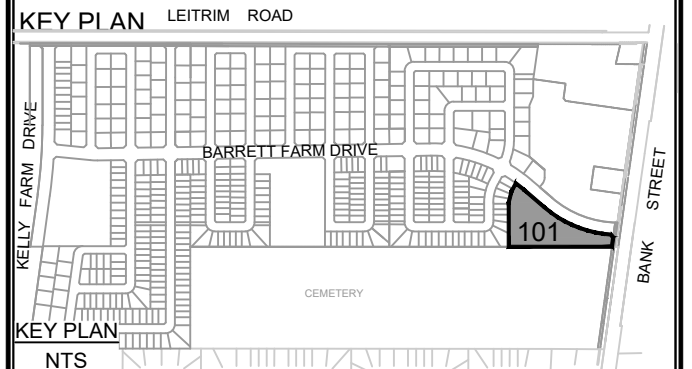 KEY PLAN
LEITRIM ROAD
KELLY FARM DRIVE
BARRETT FARM DRIVE
BANK STREET
101
CEMETERY
KEY PLAN
NTS